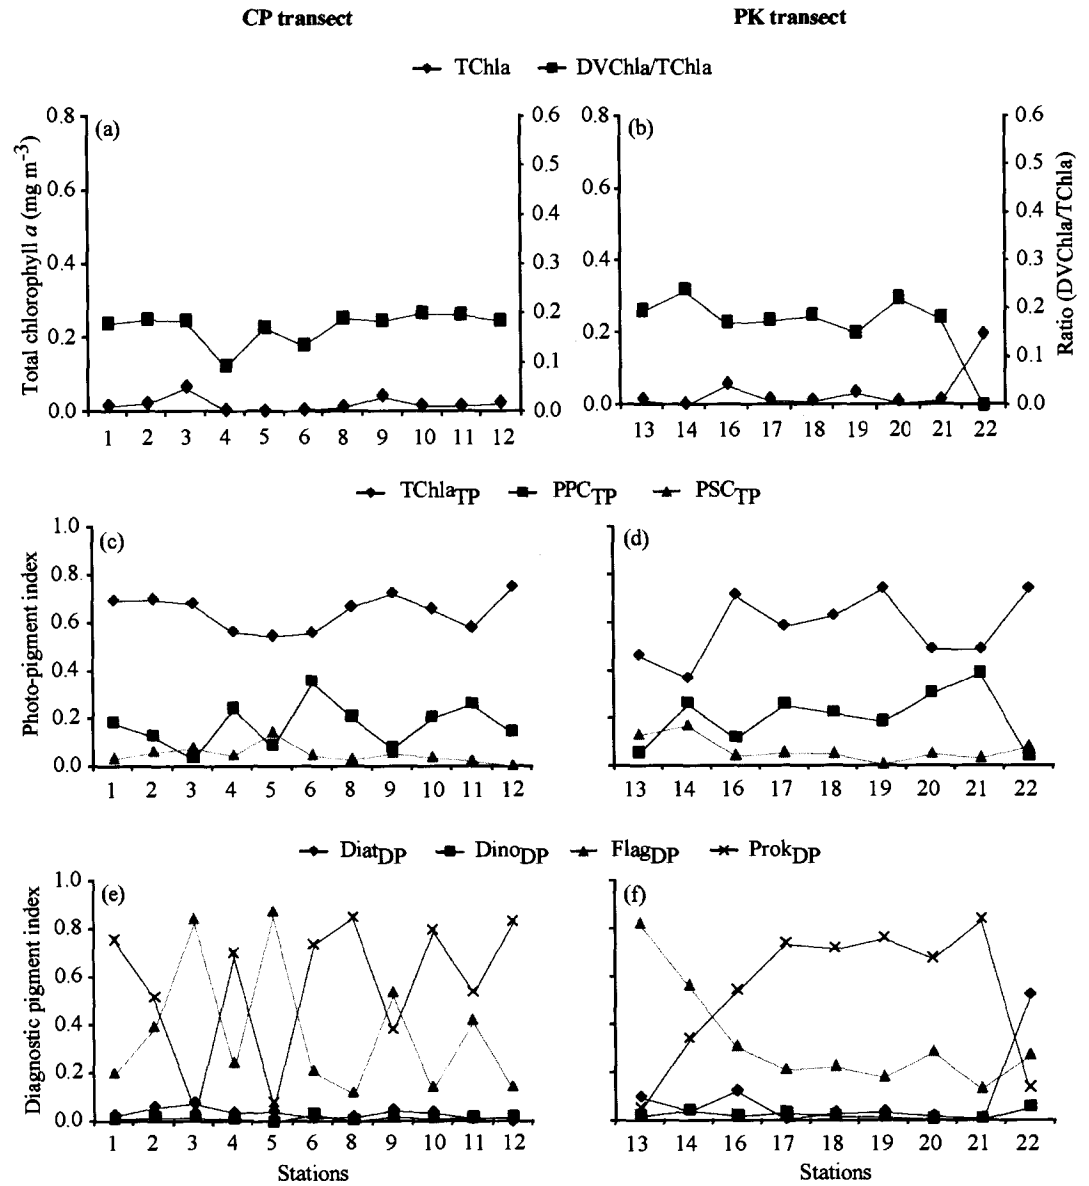 CP transect PK transect
TChla DVChla/TChla
(a) (b)
Total chlorophyll a (mg m-3)
0.8
0.6
0.4
0.2
0.0
0.6
0.5
0.4
0.3
0.2
0.1
0.0
1 2 3 4 5 6 8 9 10 11 12
0.8
0.6
0.4
0.2
0.0
0.6
0.5
0.4
0.3
0.2
0.1
0.0
Ratio (DVChla/TChla)
13 14 16 17 18 19 20 21 22
TChlaTP PPCTP PSCTP
(c) (d)
Photo-pigment index
1.0
0.8
0.6
0.4
0.2
0.0
1 2 3 4 5 6 8 9 10 11 12
13 14 16 17 18 19 20 21 22
DiatDP DinoDP FlagDP ProkDP
(e) (f)
Diagnostic pigment index
1.0
0.8
0.6
0.4
0.2
0.0
1 2 3 4 5 6 8 9 10 11 12
13 14 16 17 18 19 20 21 22
Stations Stations